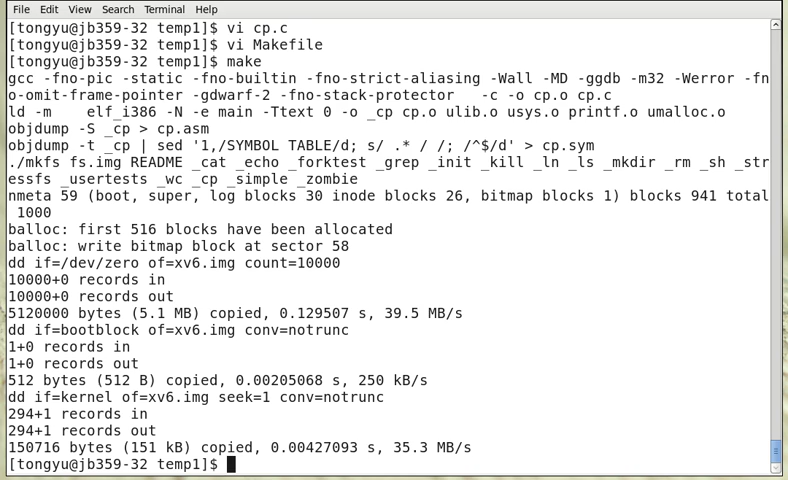 File Edit View Search Terminal Help
[tongyu@jb359-32 temp1]$ vi cp.c
[tongyu@jb359-32 temp1]$ vi Makefile
[tongyu@jb359-32 temp1]$ make
gcc -fno-pic -static -fno-builtin -fno-strict-aliasing -Wall -MD -ggdb -m32 -Werror -fn
o-omit-frame-pointer -gdwarf-2 -fno-stack-protector   -c -o cp.o cp.c
ld -m    elf_i386 -N -e main -Ttext 0 -o _cp cp.o ulib.o usys.o printf.o umalloc.o
objdump -S _cp > cp.asm
objdump -t _cp | sed '1,/SYMBOL TABLE/d; s/ .* / /; /^$/d' > cp.sym
./mkfs fs.img README _cat _echo _forktest _grep _init _kill _ln _ls _mkdir _rm _sh _str
essfs _usertests _wc _cp _simple _zombie
nmeta 59 (boot, super, log blocks 30 inode blocks 26, bitmap blocks 1) blocks 941 total
 1000
balloc: first 516 blocks have been allocated
balloc: write bitmap block at sector 58
dd if=/dev/zero of=xv6.img count=10000
10000+0 records in
10000+0 records out
5120000 bytes (5.1 MB) copied, 0.129507 s, 39.5 MB/s
dd if=bootblock of=xv6.img conv=notrunc
1+0 records in
1+0 records out
512 bytes (512 B) copied, 0.00205068 s, 250 kB/s
dd if=kernel of=xv6.img seek=1 conv=notrunc
294+1 records in
294+1 records out
150716 bytes (151 kB) copied, 0.00427093 s, 35.3 MB/s
[tongyu@jb359-32 temp1]$